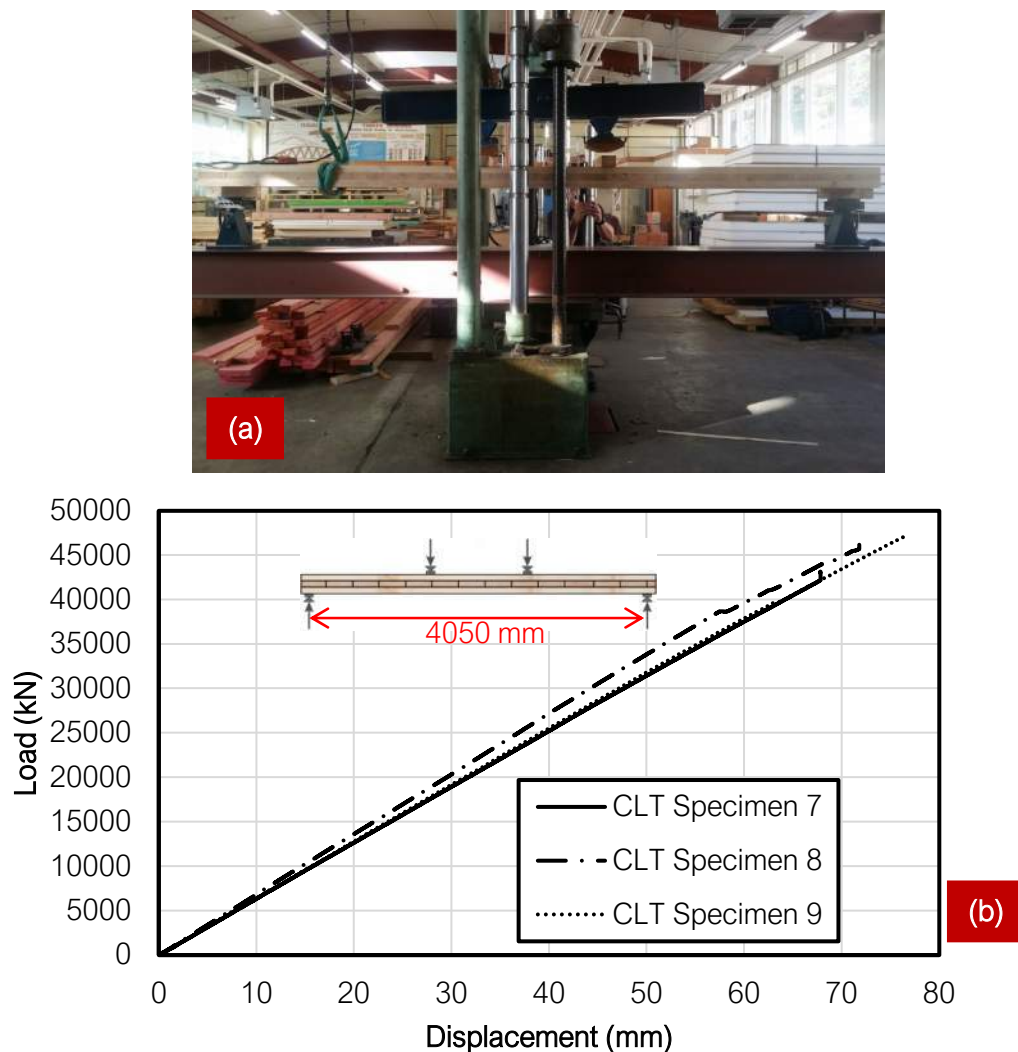 (a)
50000
45000
40000
35000
30000
25000
20000
15000
10000
5000
0
Load (kN)
4050 mm
CLT Specimen 7
CLT Specimen 8
CLT Specimen 9
(b)
0 10 20 30 40 50 60 70 80
Displacement (mm)